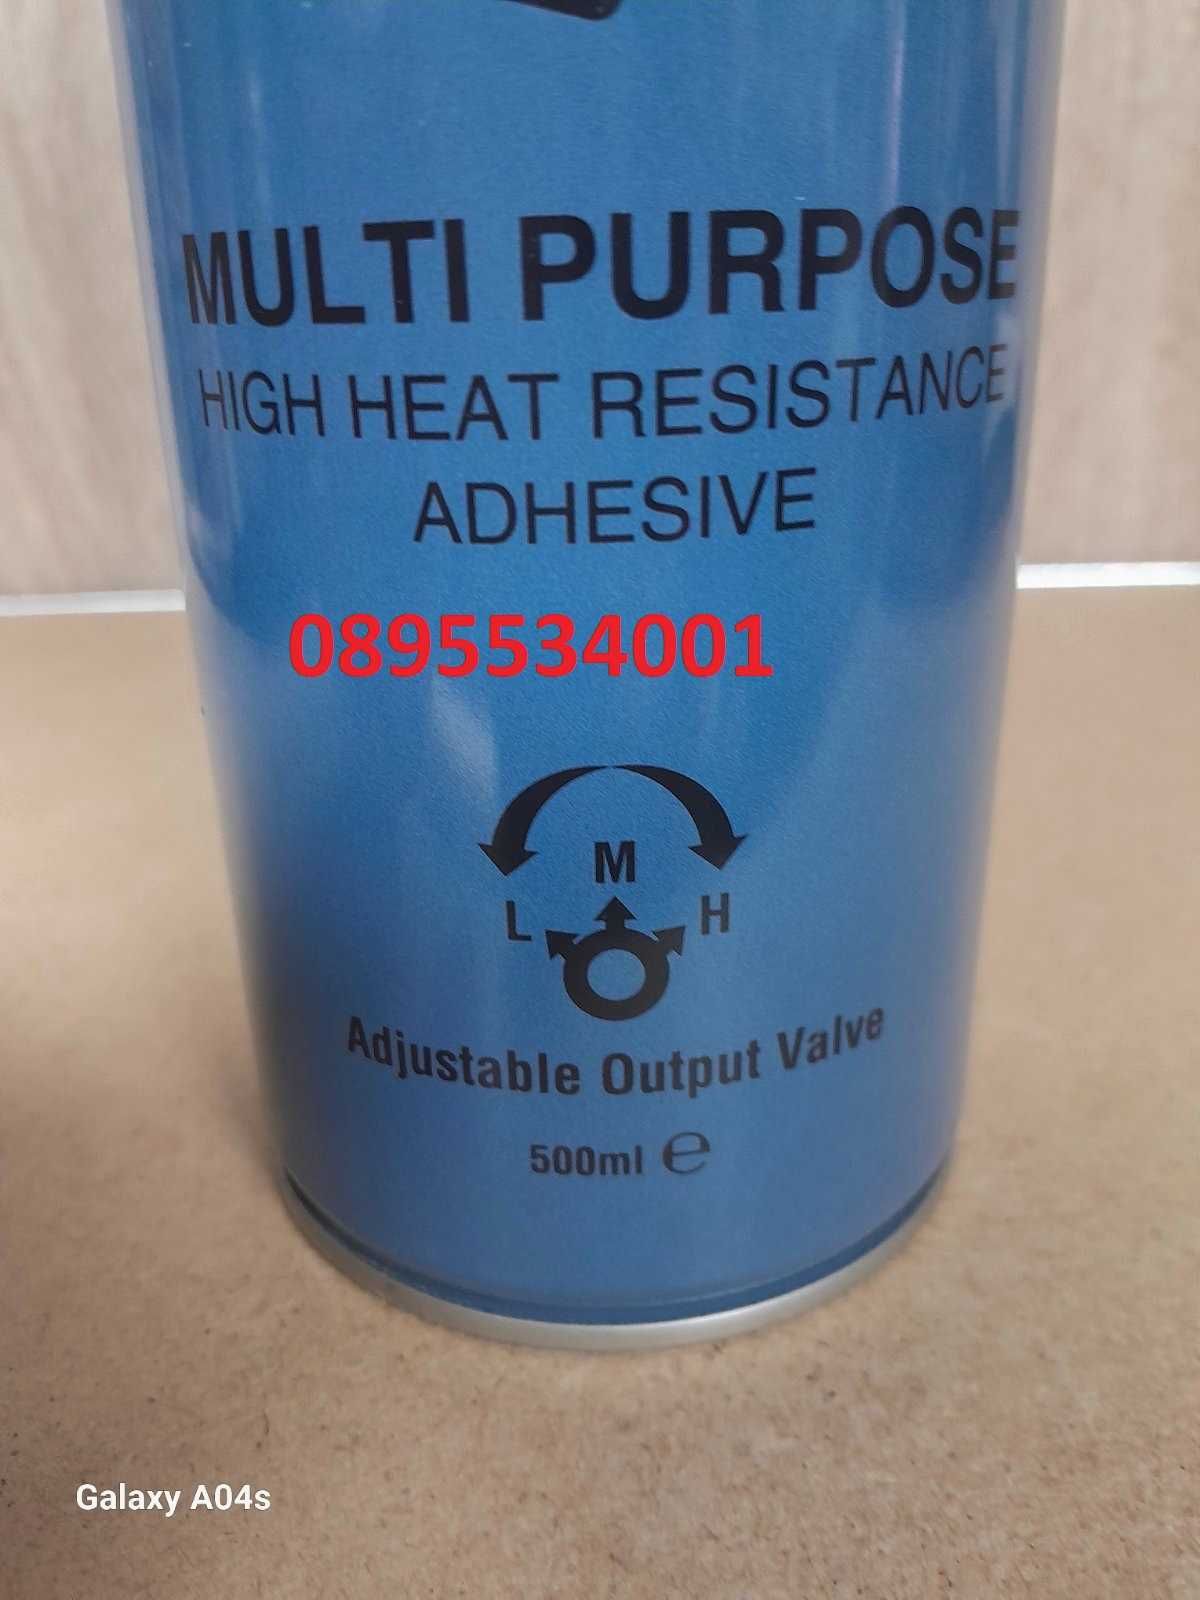 MULTI PURPOSE
HIGH HEAT RESISTANCE
ADHESIVE
0895534001
M
L H
Adjustable Output Valve
500ml ℮
Galaxy A04s